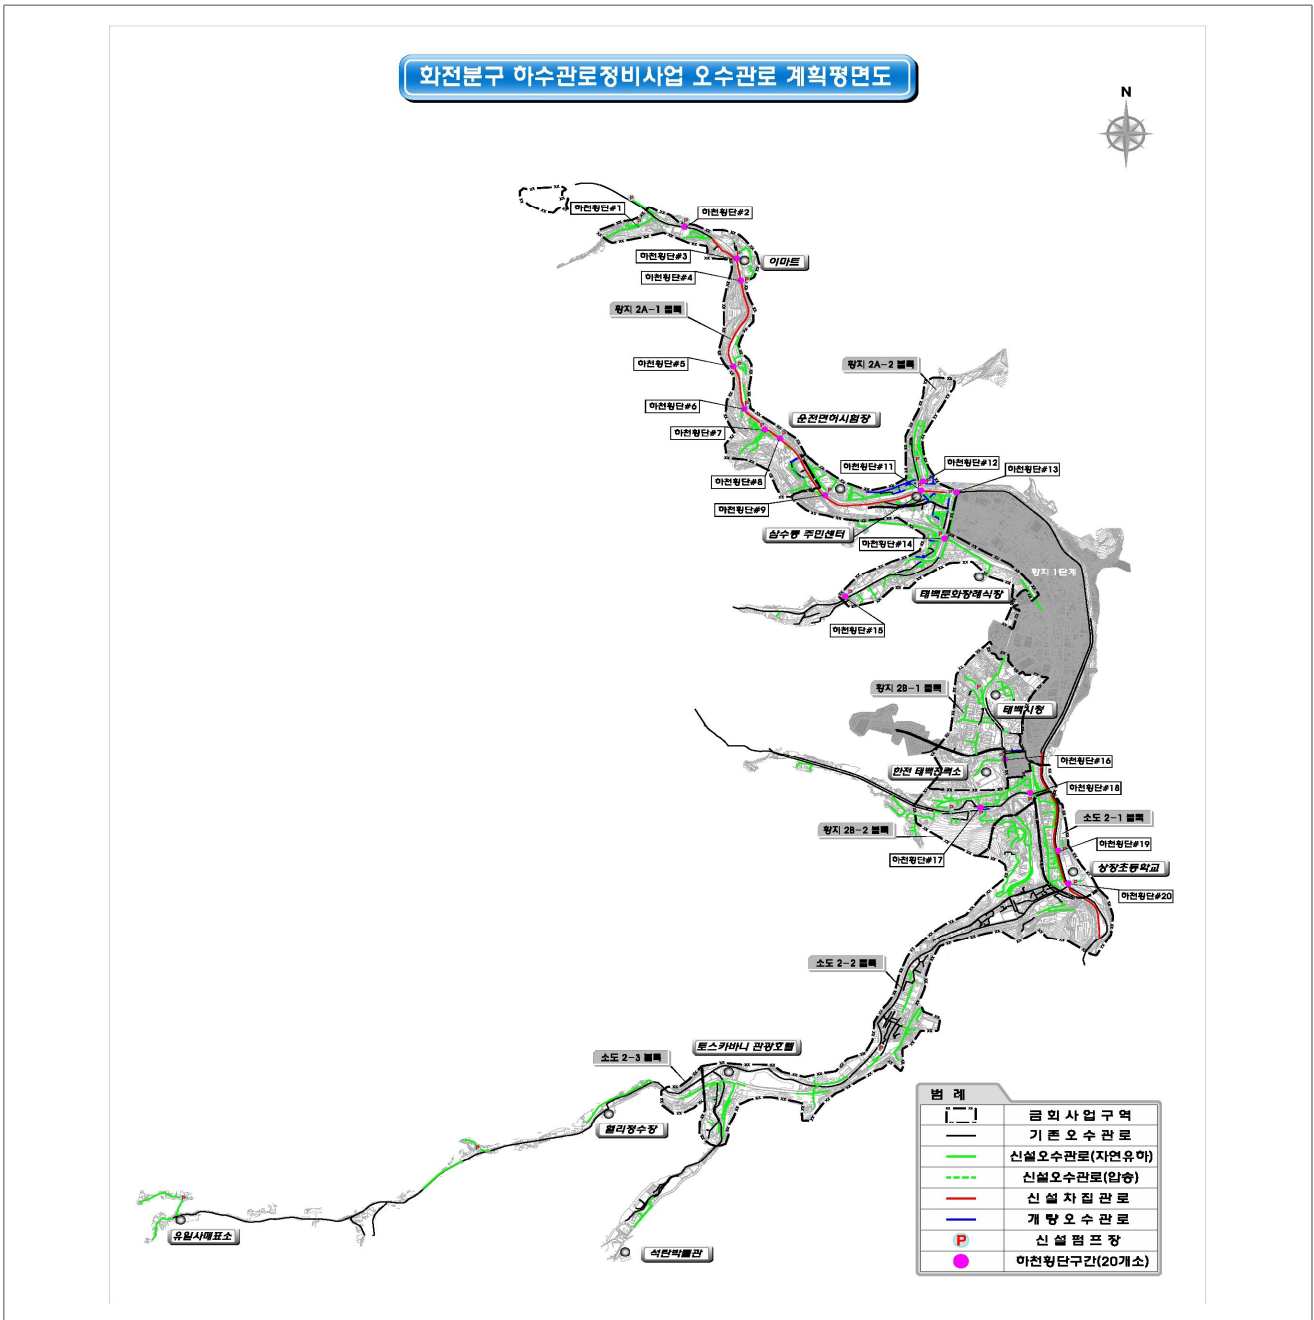 화전분구 하수관로정비사업 오수관로 계획평면도
N
하천횡단#1
하천횡단#2
하천횡단#3
이마트
하천횡단#4
황지 2A-1 블록
하천횡단#5
황지 2A-2 블록
하천횡단#6
운전면허시험장
하천횡단#7
하천횡단#8
하천횡단#11
하천횡단#12
하천횡단#13
하천횡단#9
삼수동 주민센터
하천횡단#14
황지 1단계
태백문화장례식장
하천횡단#15
황지 2B-1 블록
태백시청
한전 태백전력소
하천횡단#16
하천횡단#18
황지 2B-2 블록
소도 2-1 블록
하천횡단#19
하천횡단#17
상장초등학교
하천횡단#20
소도 2-2 블록
토스카바니 관광호텔
소도 2-3 블록
혈리정수장
유일사매표소
석탄박물관
범 례
금회사업구역
기존오수관로
신설오수관로(자연유하)
신설오수관로(압송)
신설차집관로
개량오수관로
P 신설펌프장
하천횡단구간(20개소)